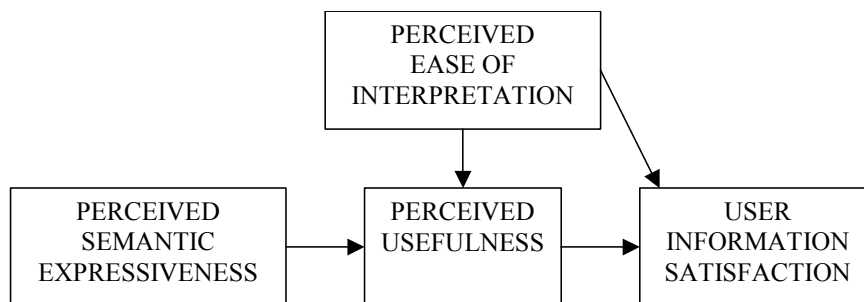 PERCEIVED
EASE OF
INTERPRETATION
PERCEIVED
SEMANTIC
EXPRESSIVENESS
PERCEIVED
USEFULNESS
USER
INFORMATION
SATISFACTION